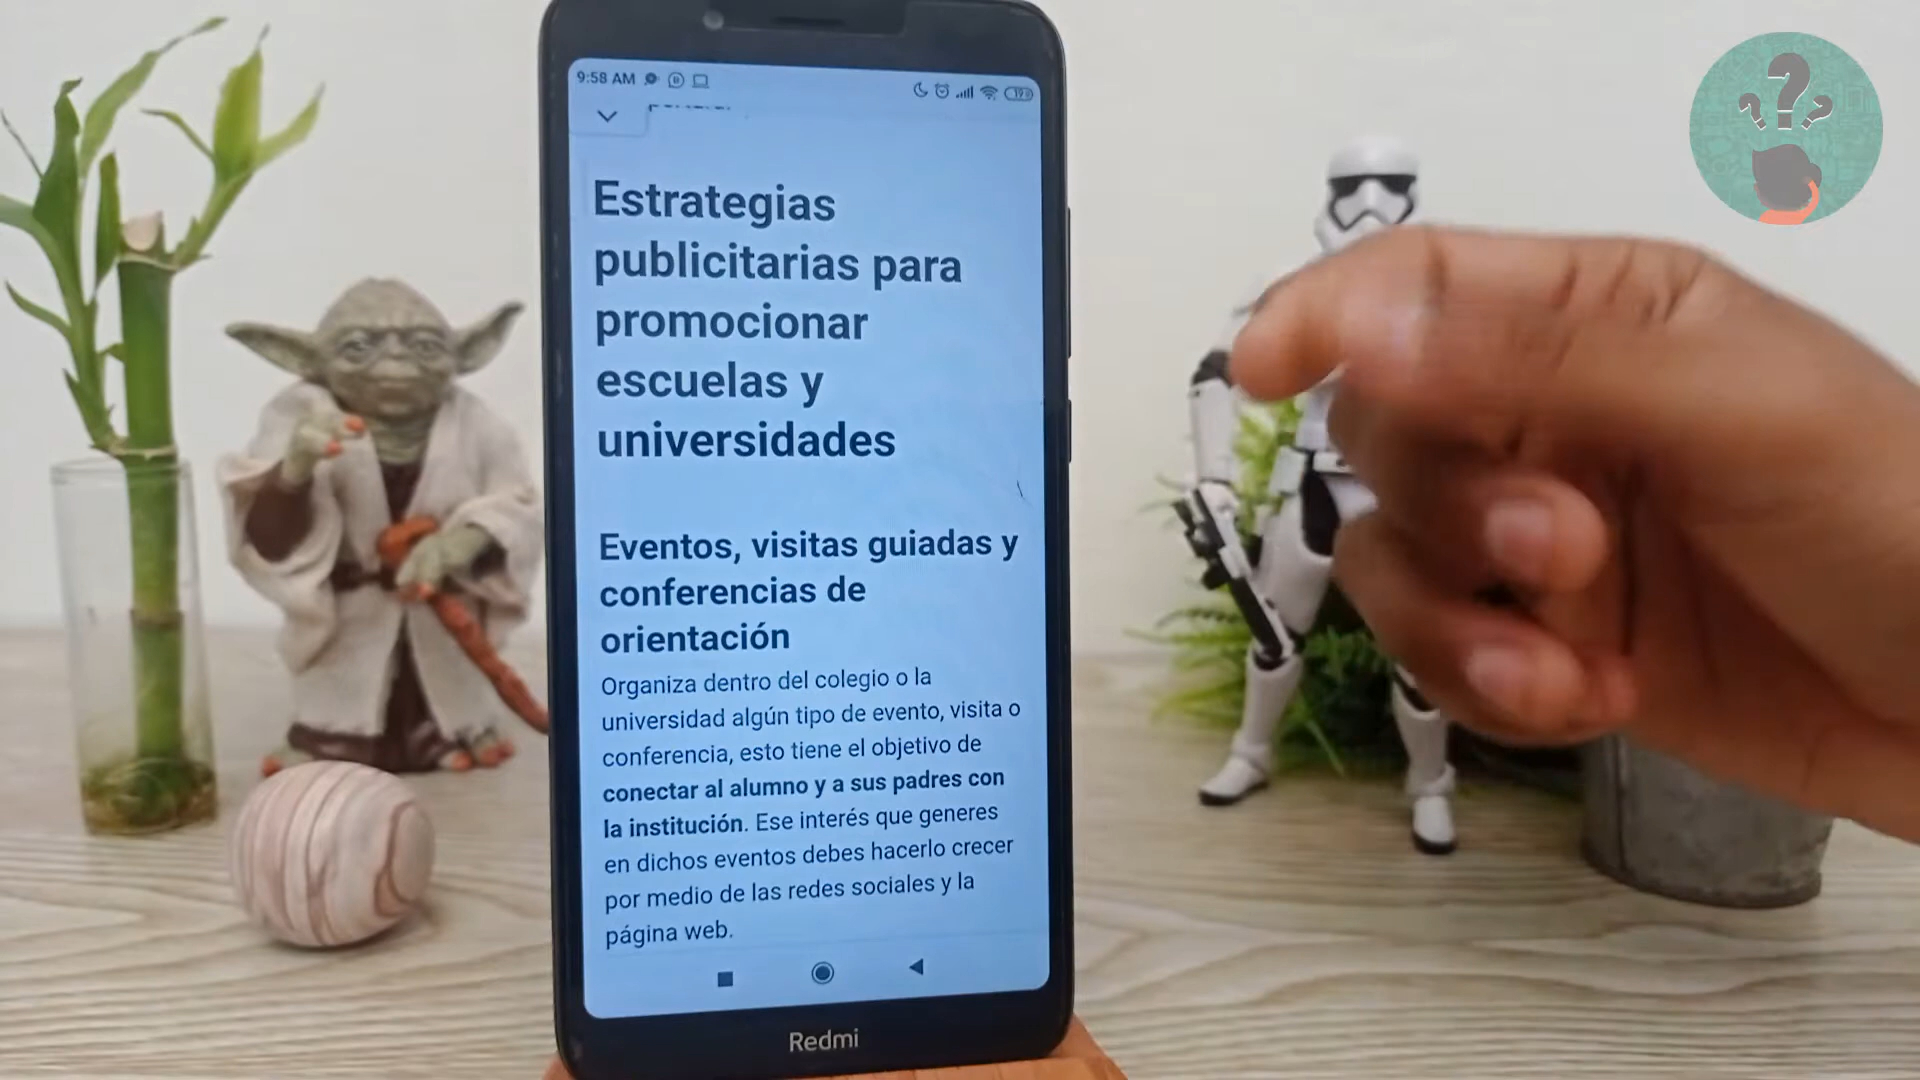 9:58 AM
19
Estrategias
publicitarias para
promocionar
escuelas y
universidades
Eventos, visitas guiadas y
conferencias de
orientación
Organiza dentro del colegio o la
universidad algún tipo de evento, visita o
conferencia, esto tiene el objetivo de
conectar al alumno y a sus padres con
la institución. Ese interés que generes
en dichos eventos debes hacerlo crecer
por medio de las redes sociales y la
página web.
Redmi